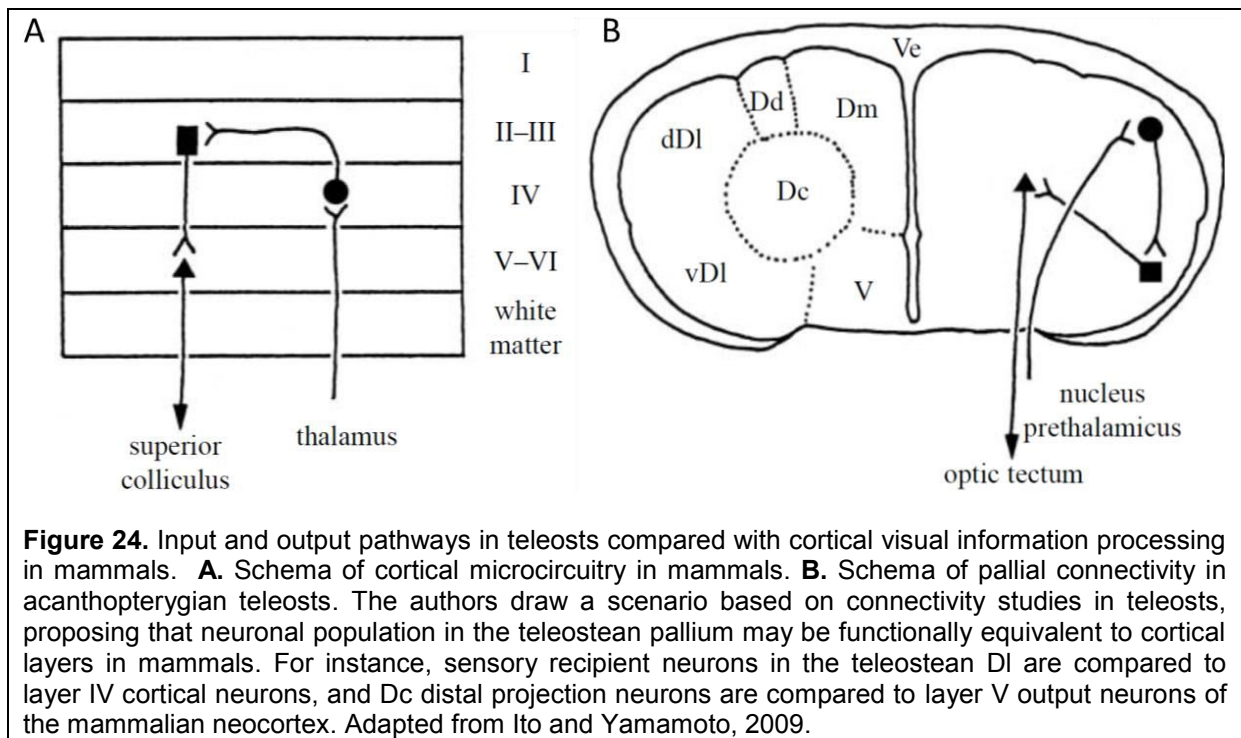 A
I
II–III
IV
V–VI
white
matter
superior
colliculus
thalamus
B
Ve
Dd
Dm
dDl
Dc
vDl
V
nucleus
prethalamicus
optic tectum
Figure 24. Input and output pathways in teleosts compared with cortical visual information processing
in mammals. A. Schema of cortical microcircuitry in mammals. B. Schema of pallial connectivity in
acanthopterygian teleosts. The authors draw a scenario based on connectivity studies in teleosts,
proposing that neuronal population in the teleostean pallium may be functionally equivalent to cortical
layers in mammals. For instance, sensory recipient neurons in the teleostean Dl are compared to
layer IV cortical neurons, and Dc distal projection neurons are compared to layer V output neurons of
the mammalian neocortex. Adapted from Ito and Yamamoto, 2009.